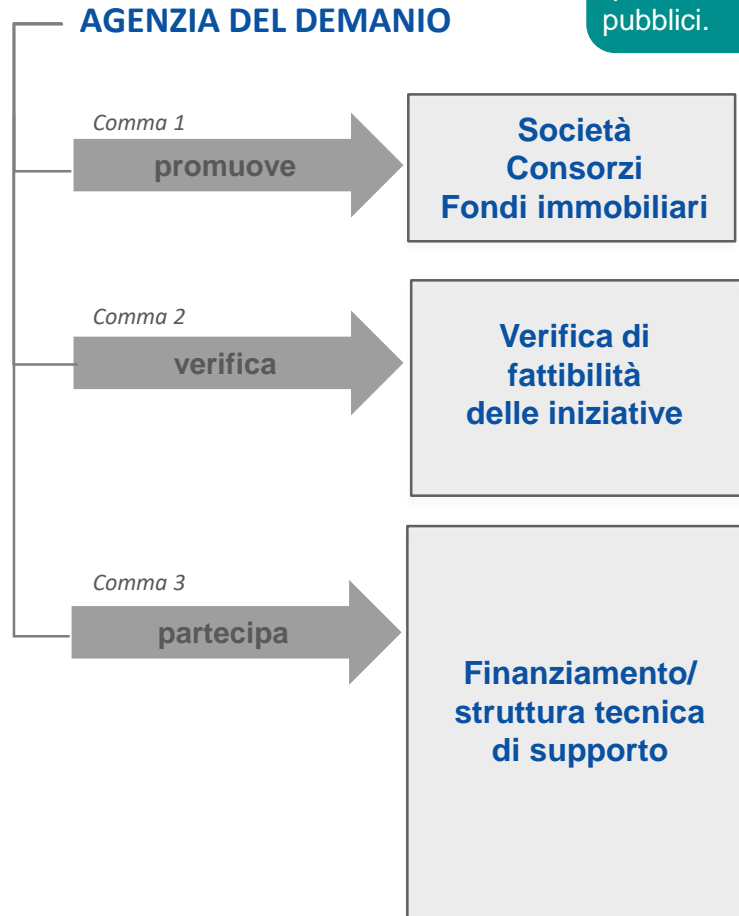 AGENZIA DEL DEMANIO
pubblici.
Comma 1
promuove
Società
Consorzi
Fondi immobiliari
Comma 2
verifica
Verifica di
fattibilità
delle iniziative
Comma 3
partecipa
Finanziamento/
struttura tecnica
di supporto